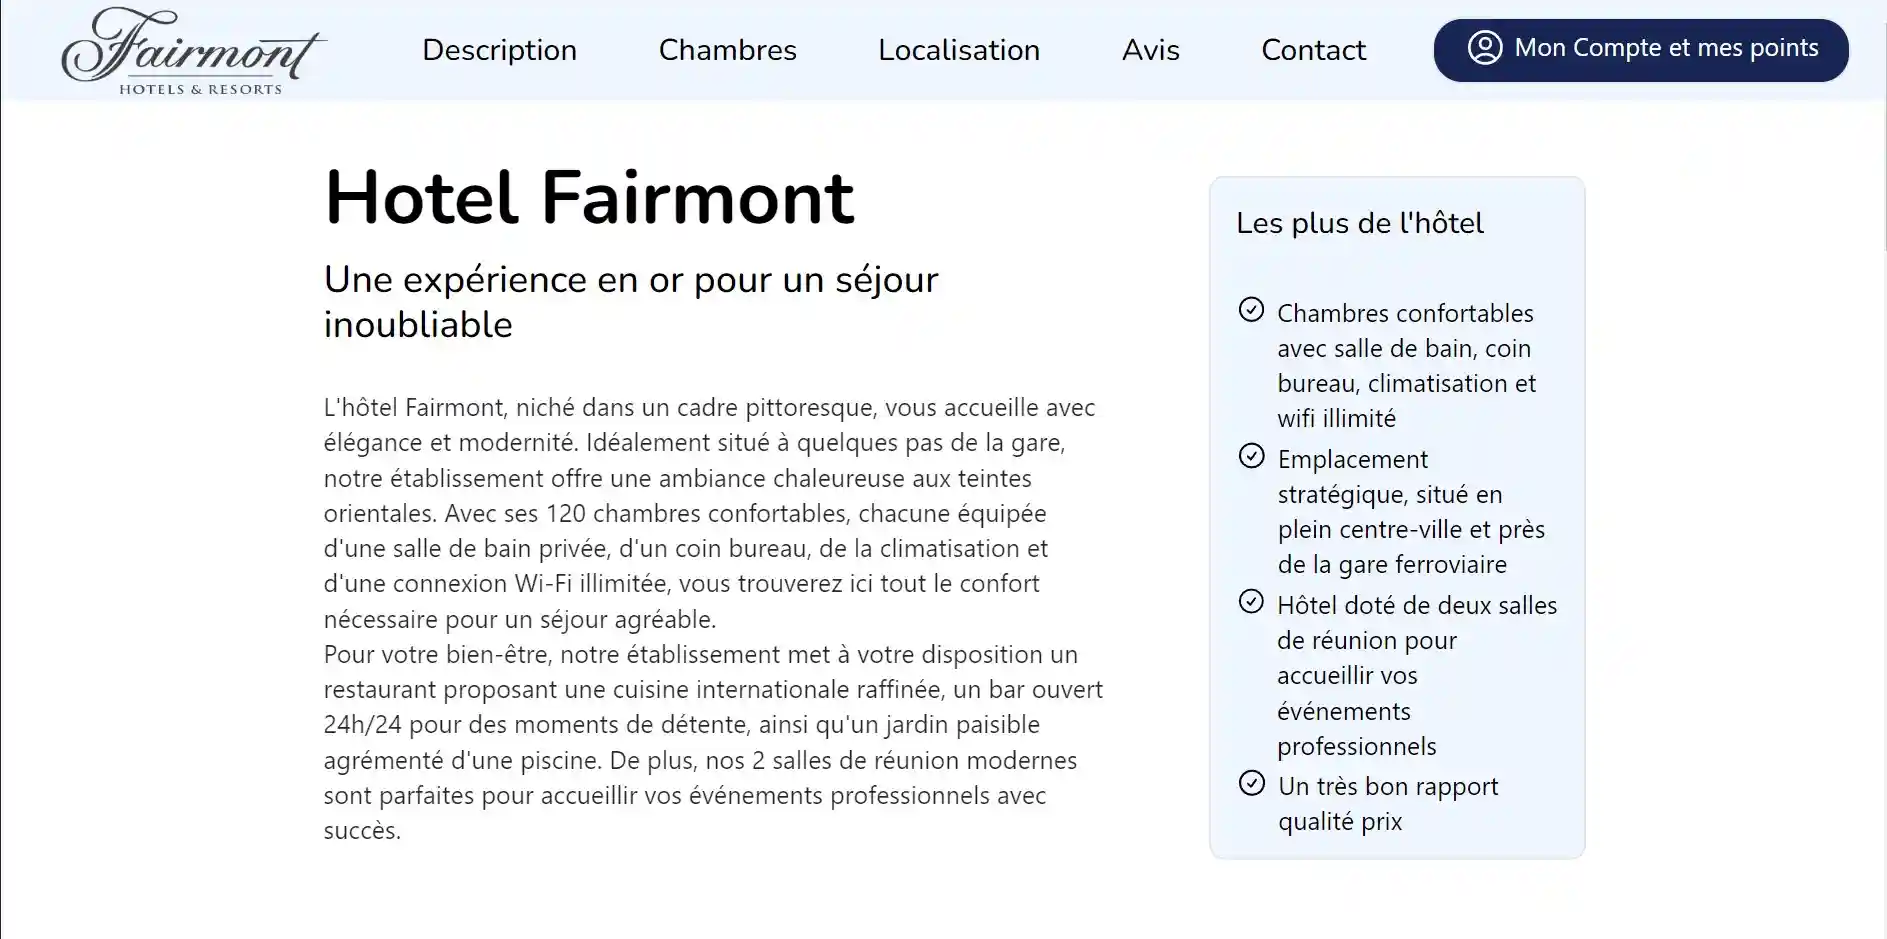 Fairmont
HOTELS & RESORTS
Description
Chambres
Localisation
Avis
Contact
Mon Compte et mes points
Hotel Fairmont
Une expérience en or pour un séjour
inoubliable
L'hôtel Fairmont, niché dans un cadre pittoresque, vous accueille avec
élégance et modernité. Idéalement situé à quelques pas de la gare,
notre établissement offre une ambiance chaleureuse aux teintes
orientales. Avec ses 120 chambres confortables, chacune équipée
d'une salle de bain privée, d'un coin bureau, de la climatisation et
d'une connexion Wi-Fi illimitée, vous trouverez ici tout le confort
nécessaire pour un séjour agréable.
Pour votre bien-être, notre établissement met à votre disposition un
restaurant proposant une cuisine internationale raffinée, un bar ouvert
24h/24 pour des moments de détente, ainsi qu'un jardin paisible
agrémenté d'une piscine. De plus, nos 2 salles de réunion modernes
sont parfaites pour accueillir vos événements professionnels avec
succès.
Les plus de l'hôtel
Chambres confortables
avec salle de bain, coin
bureau, climatisation et
wifi illimité
Emplacement
stratégique, situé en
plein centre-ville et près
de la gare ferroviaire
Hôtel doté de deux salles
de réunion pour
accueillir vos
événements
professionnels
Un très bon rapport
qualité prix